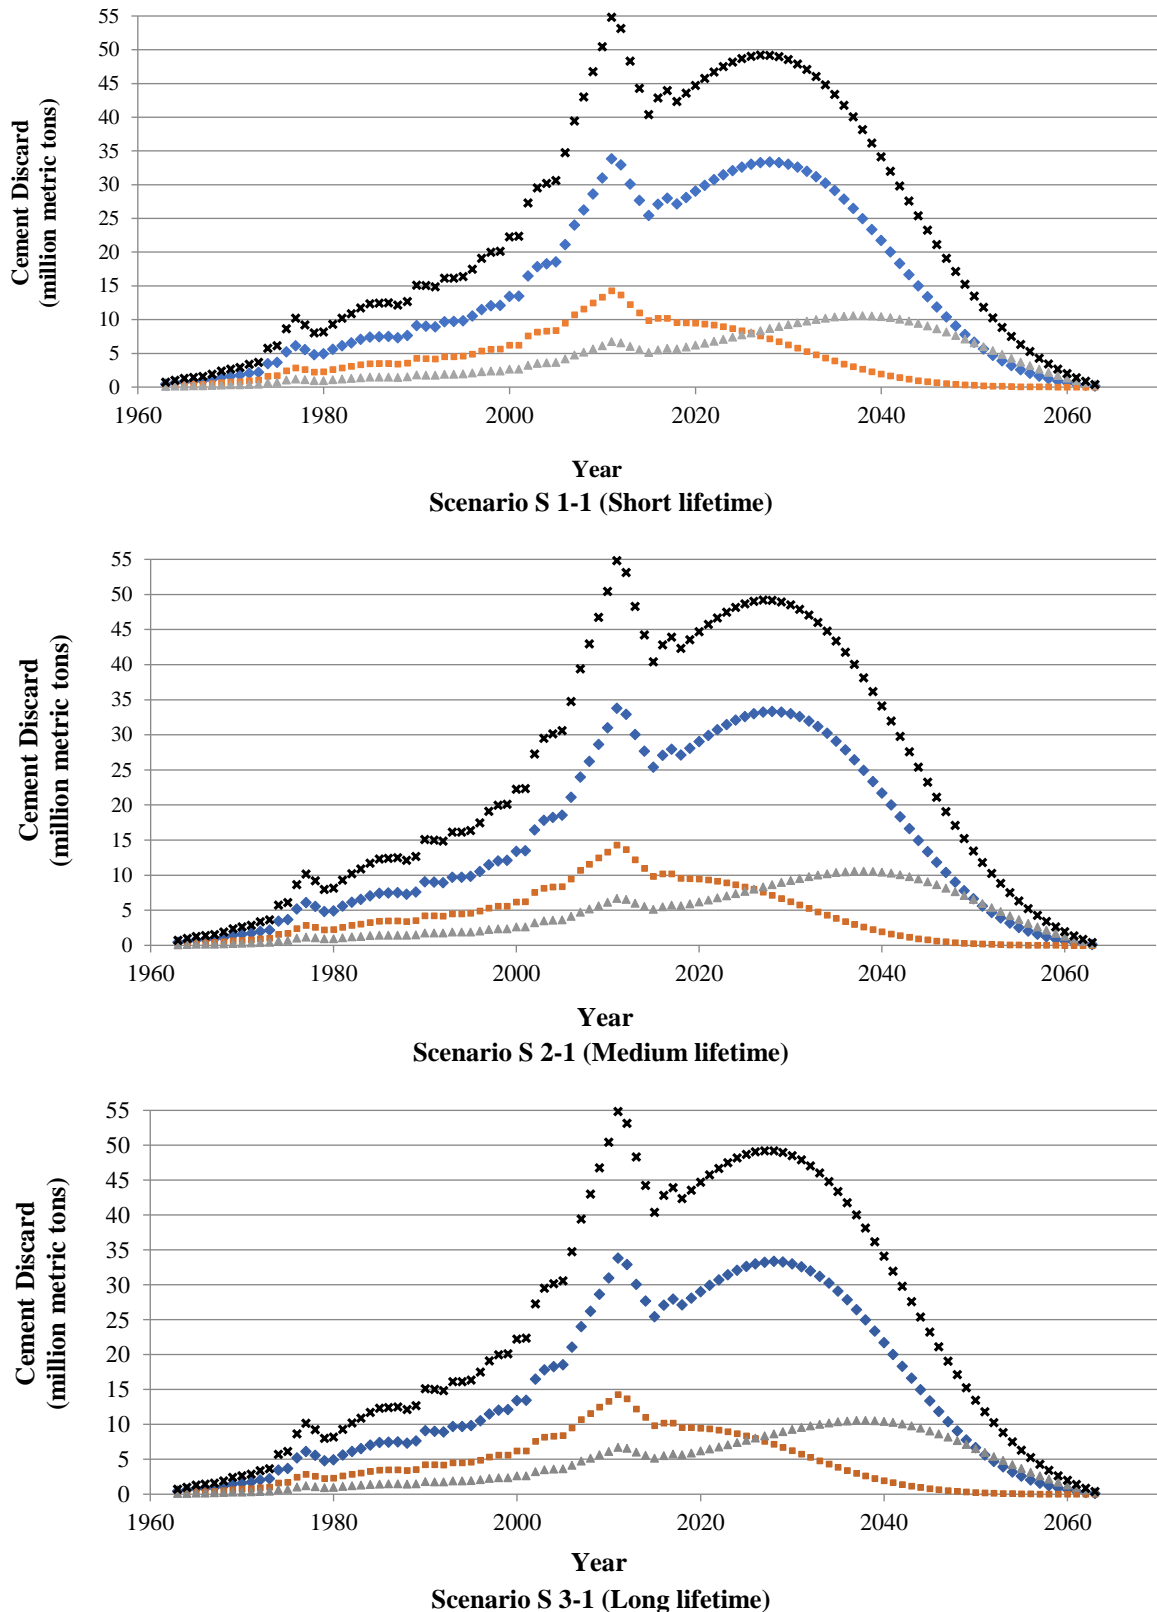 55
50
45
40
35
30
25
20
15
10
5
0
Cement Discard
(million metric tons)
1960 1980 2000 2020 2040 2060
Year
Scenario S 1-1 (Short lifetime)
55
50
45
40
35
30
25
20
15
10
5
0
Cement Discard
(million metric tons)
1960 1980 2000 2020 2040 2060
Year
Scenario S 2-1 (Medium lifetime)
55
50
45
40
35
30
25
20
15
10
5
0
Cement Discard
(million metric tons)
1960 1980 2000 2020 2040 2060
Year
Scenario S 3-1 (Long lifetime)